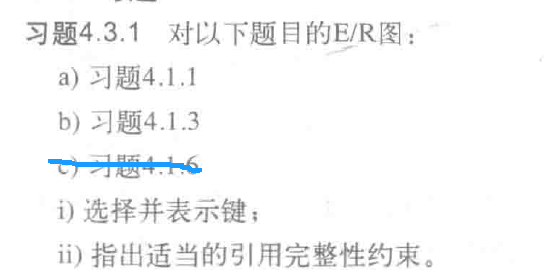 习题4.3.1 对以下题目的E/R图：
a) 习题4.1.1
b) 习题4.1.3
c) 习题4.1.6
i) 选择并表示键；
ii) 指出适当的引用完整性约束。